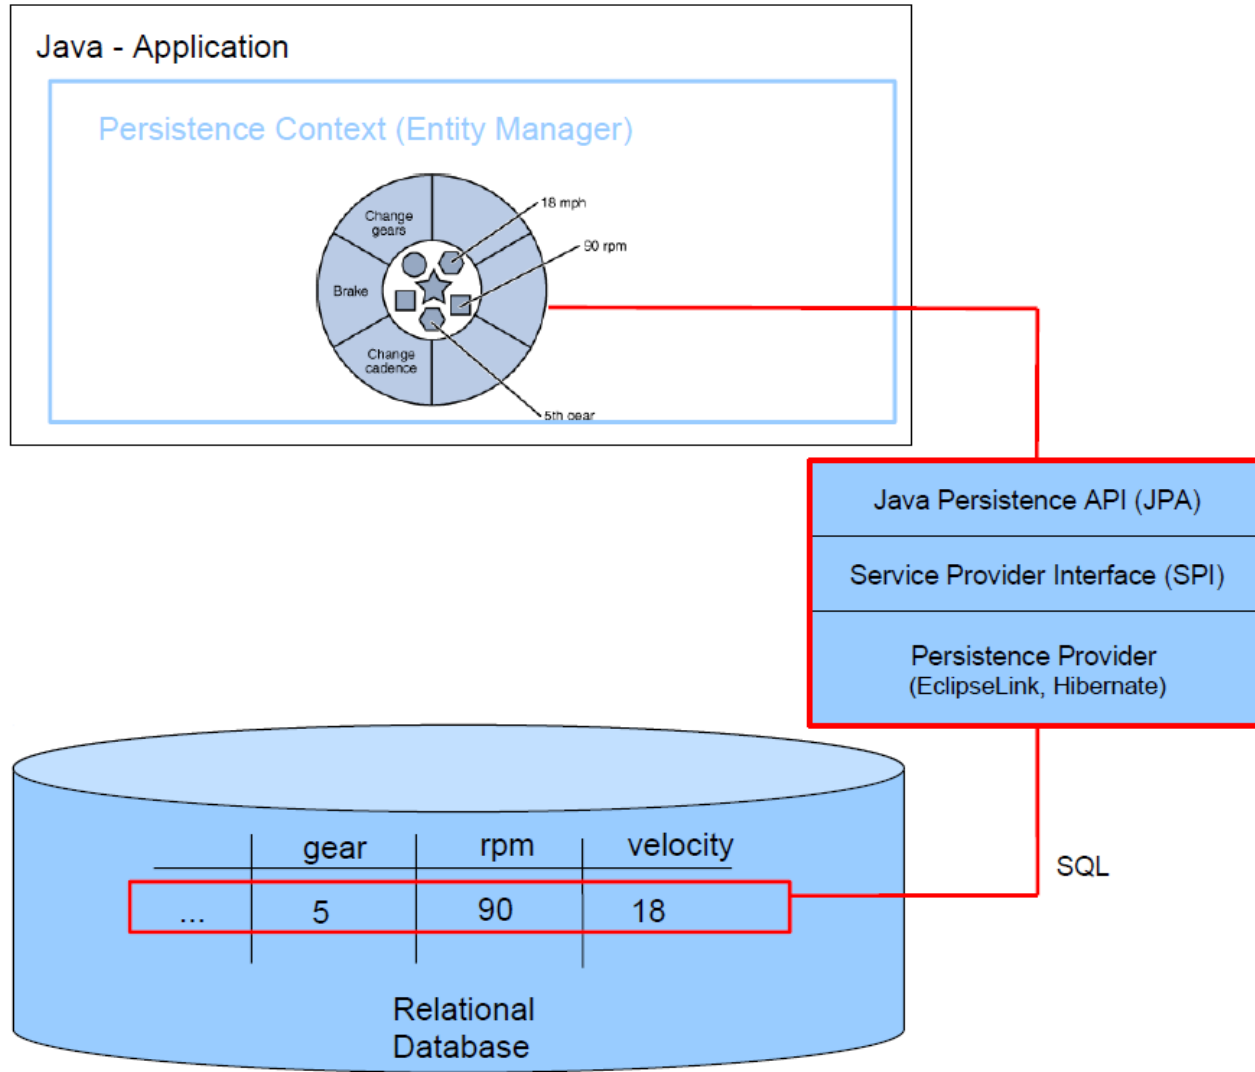 Java - Application
Persistence Context (Entity Manager)
Change
gears
18 mph
90 rpm
Brake
Change
cadence
5th gear
Java Persistence API (JPA)
Service Provider Interface (SPI)
Persistence Provider
(EclipseLink, Hibernate)
gear rpm velocity
... 5 90 18
SQL
Relational
Database